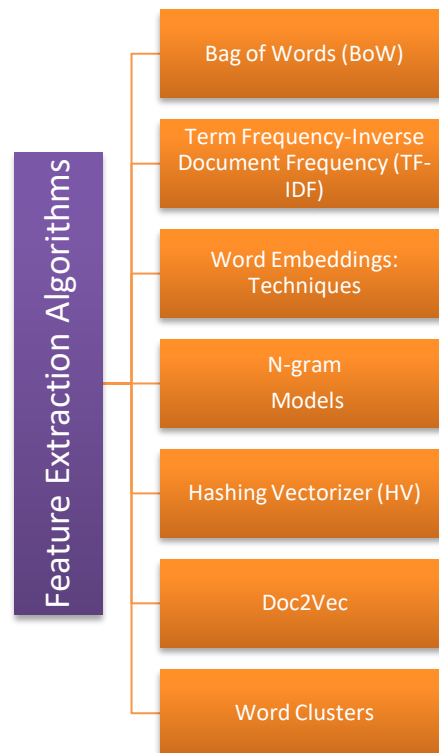 Feature Extraction Algorithms
Bag of Words (BoW)
Term Frequency-Inverse
Document Frequency (TF-
IDF)
Word Embeddings:
Techniques
N-gram
Models
Hashing Vectorizer (HV)
Doc2Vec
Word Clusters